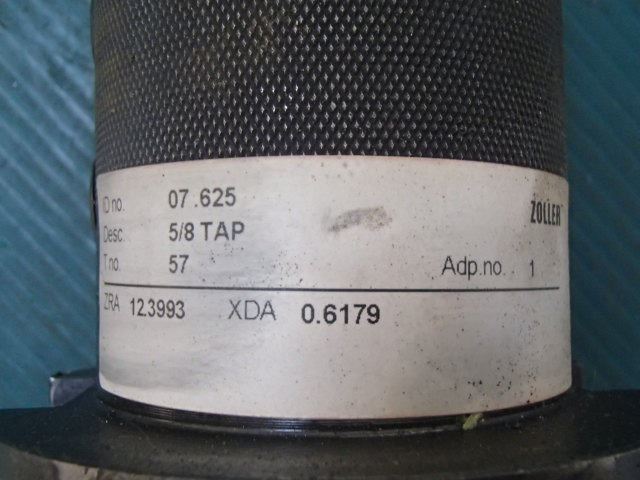 ID no. 07 .625 ZOLLER
Desc. 5/8 TAP
T no. 57 Adp.no. 1
ZRA 12.3993 XDA 0.6179